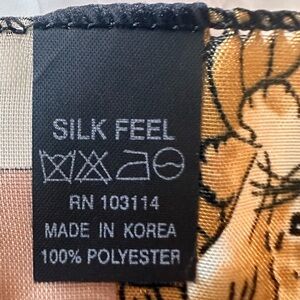 SILK FEEL
RN 103114
MADE IN KOREA
100% POLYESTER